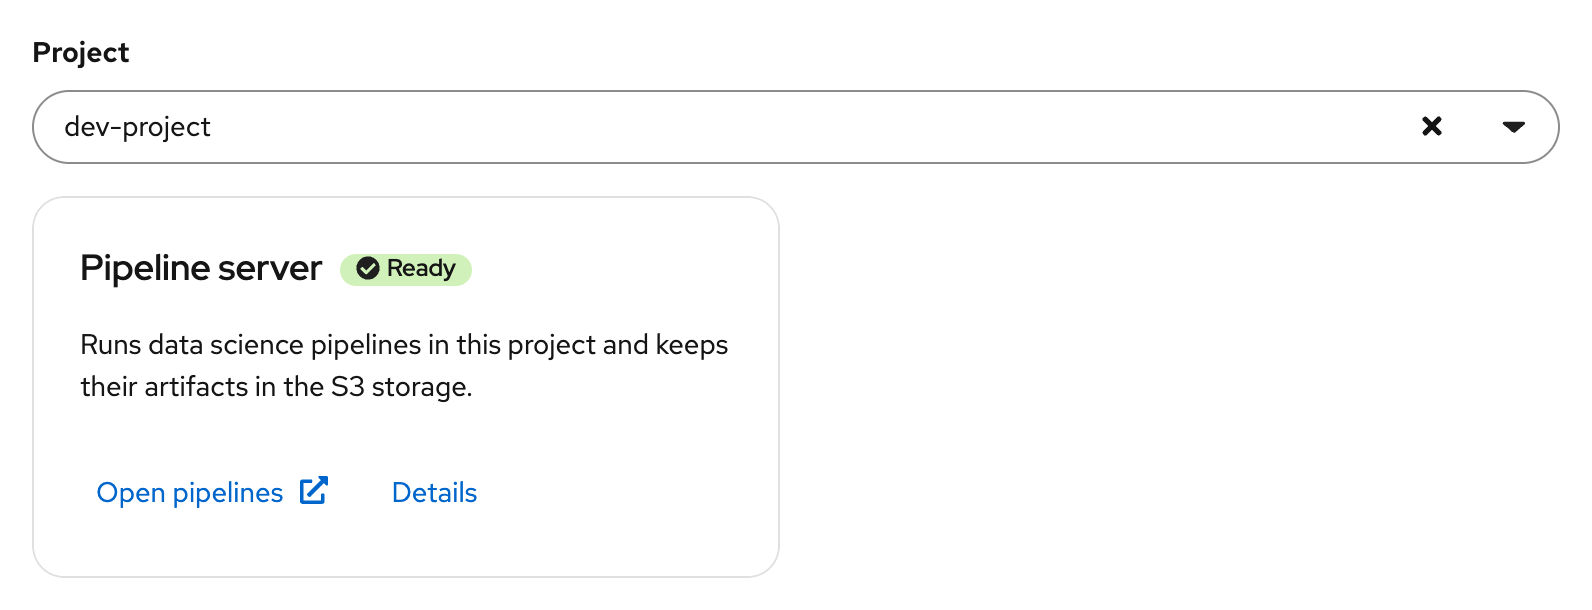 Project
dev-project
Pipeline server Ready
Runs data science pipelines in this project and keeps
their artifacts in the S3 storage.
Open pipelines Details